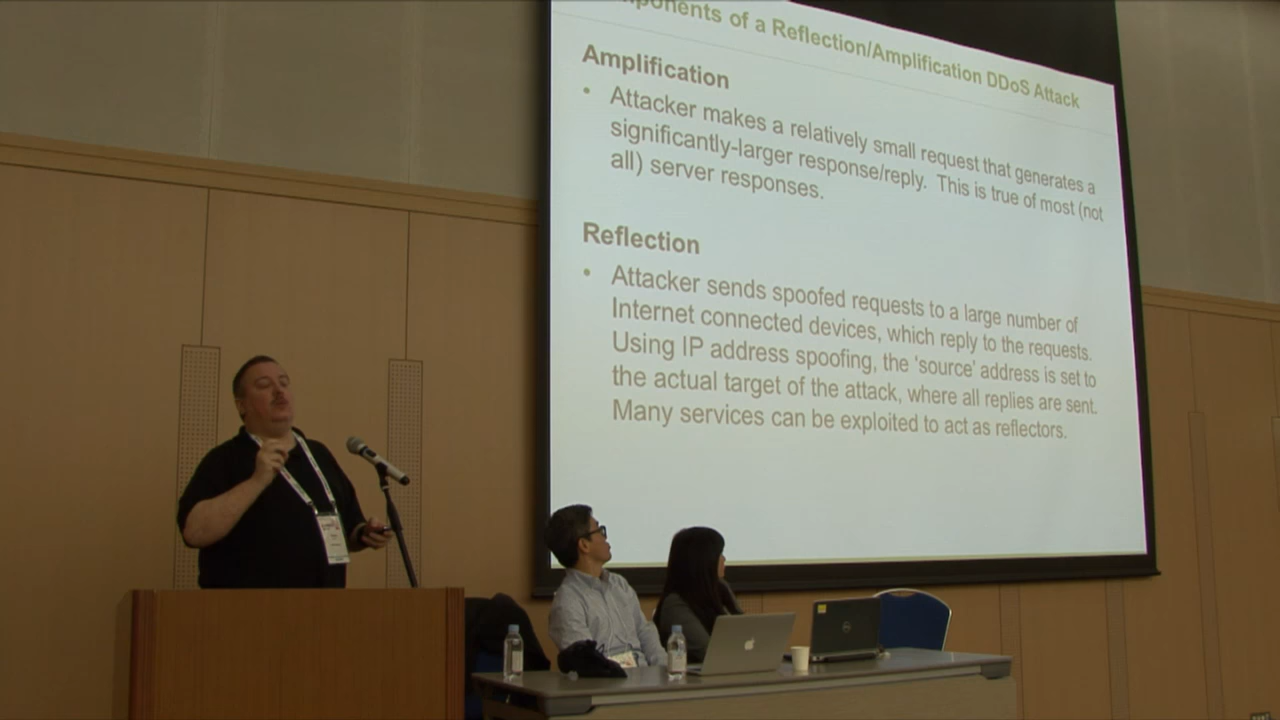 of a Reflection/Amplification DDoS Attack
Amplification
• Attacker makes a relatively small request that generates a
significantly-larger response/reply. This is true of most (not
all) server responses.
Reflection
• Attacker sends spoofed requests to a large number of
Internet connected devices, which reply to the requests.
Using IP address spoofing, the 'source' address is set to
the actual target of the attack, where all replies are sent.
Many services can be exploited to act as reflectors.